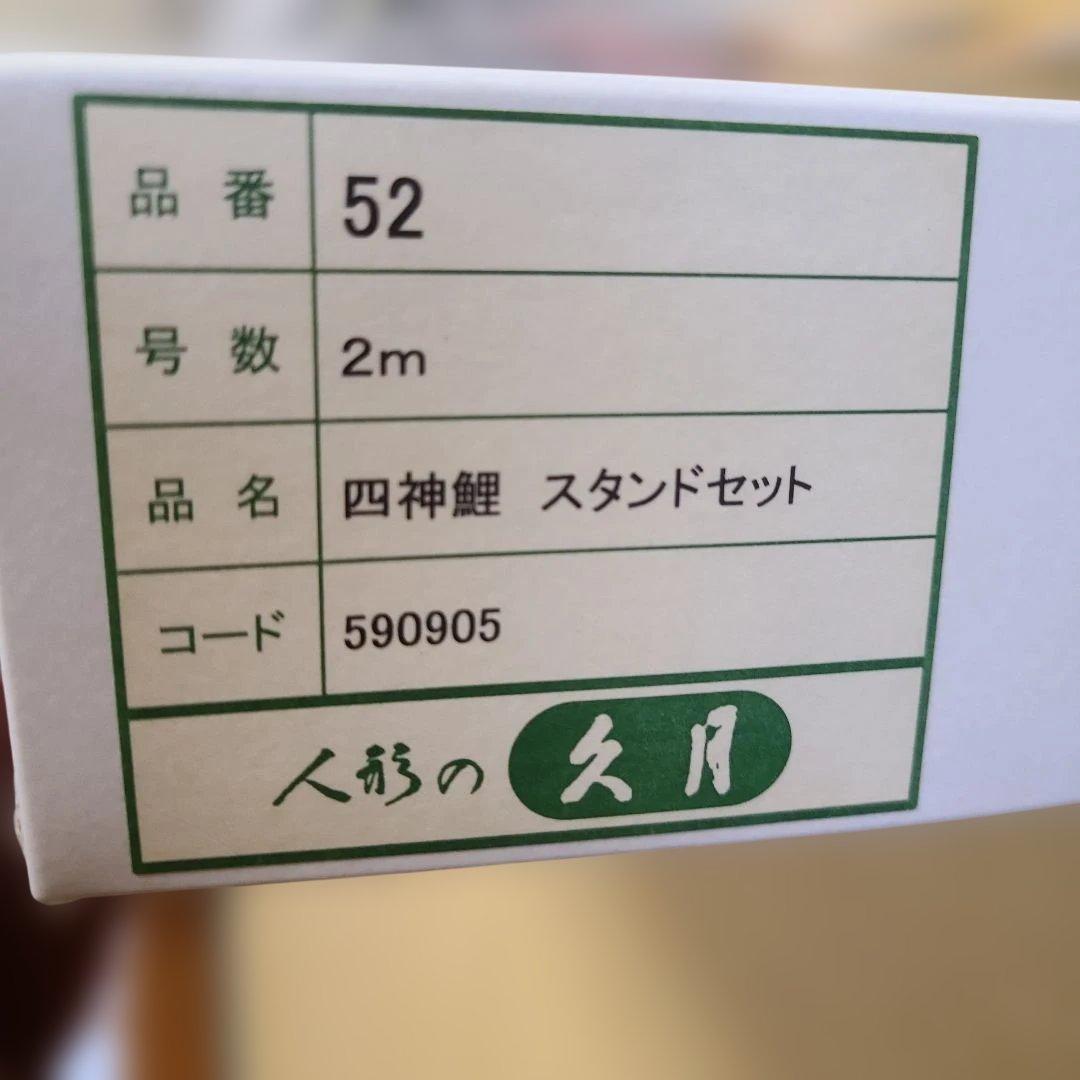 品番 52
号数 2m
品名 四神鯉 スタンドセット
コード 590905
人形の久月